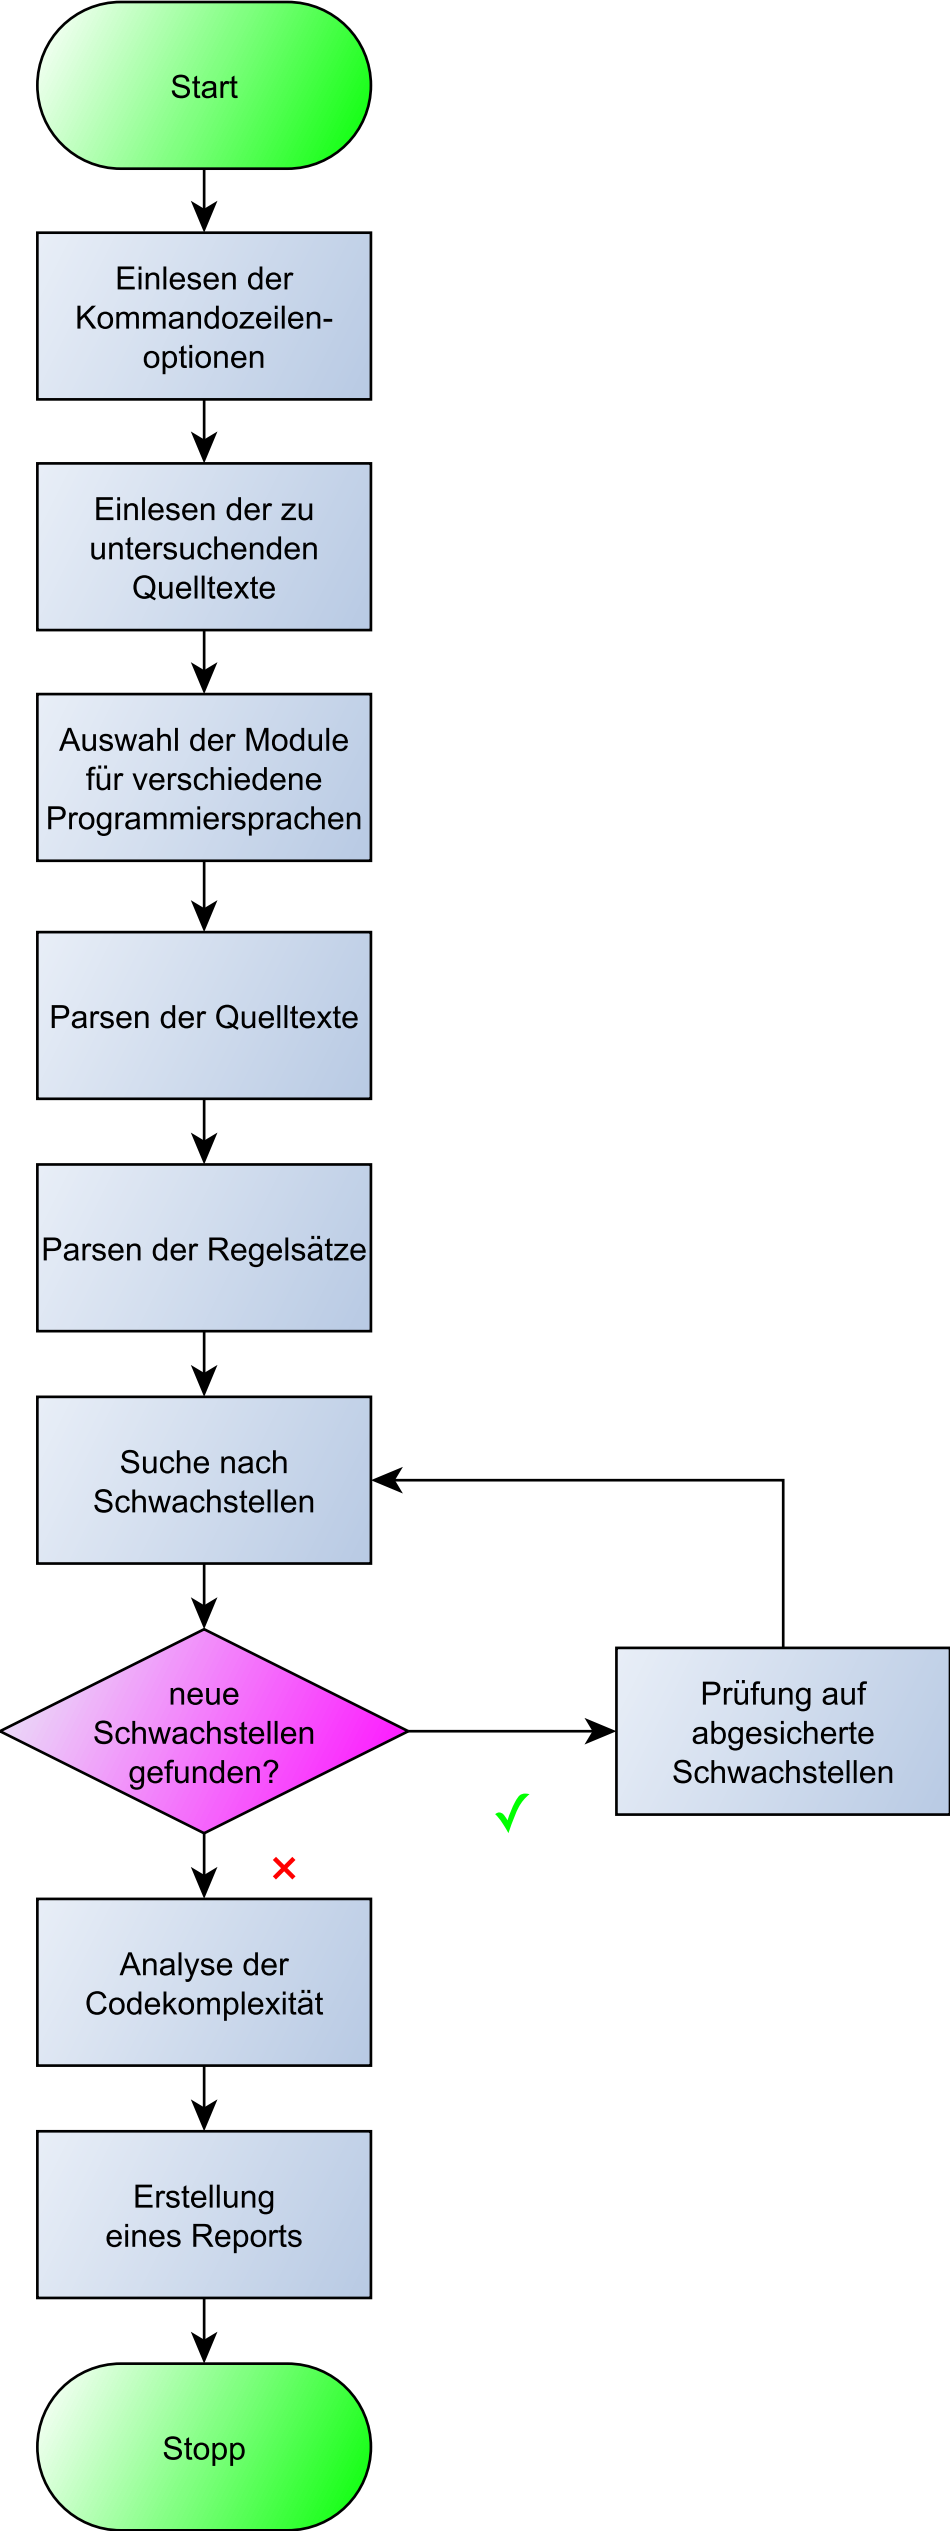 Start
Einlesen der
Kommandozeilen-
optionen
Einlesen der zu
untersuchenden
Quelltexte
Auswahl der Module
für verschiedene
Programmiersprachen
Parsen der Quelltexte
Parsen der Regelsätze
Suche nach
Schwachstellen
neue
Schwachstellen
gefunden?
Prüfung auf
abgesicherte
Schwachstellen
Analyse der
Codekomplexität
Erstellung
eines Reports
Stopp